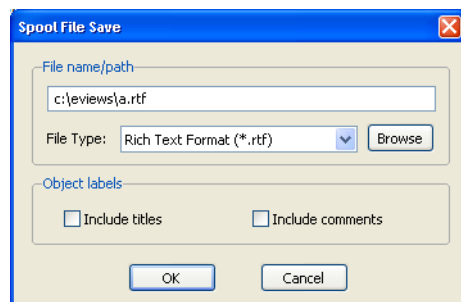 Spool File Save
File name/path
c:\eviews\a.rtf
File Type: Rich Text Format (*.rtf) Browse
Object labels
Include titles Include comments
OK Cancel